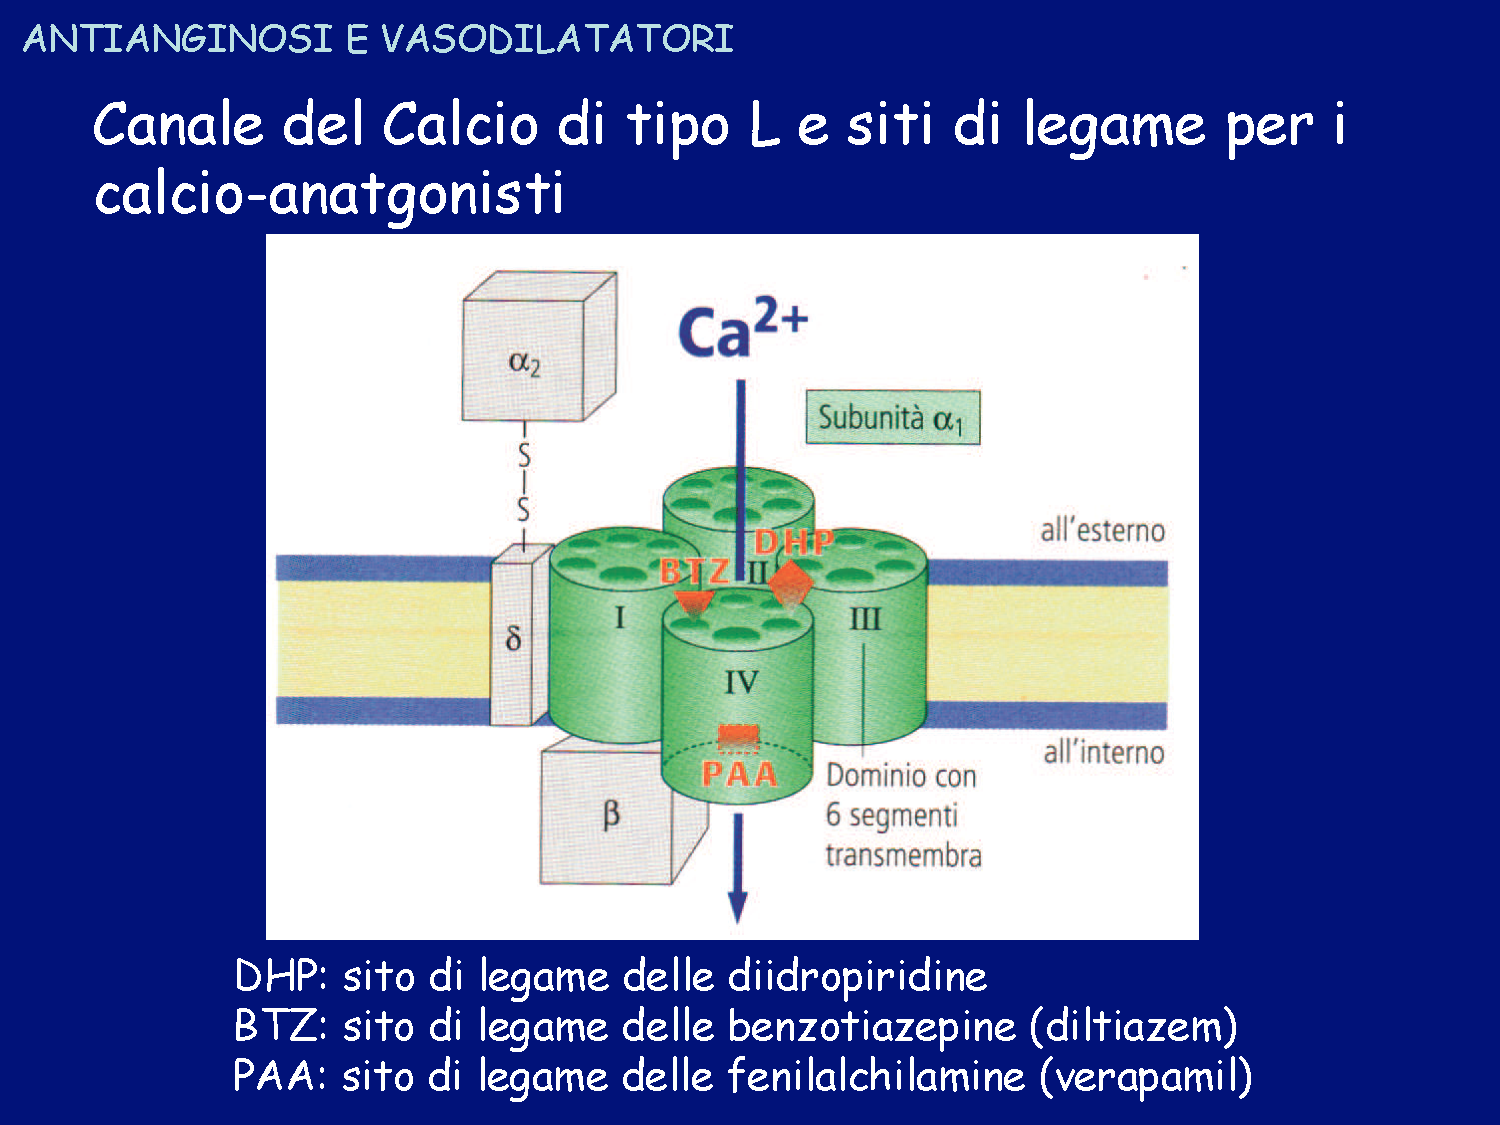 ANTIANGINOSI E VASODILATATORI
Canale del Calcio di tipo L e siti di legame per i
calcio-anatgonisti
α2
Ca2+
Subunità α1
S
S
all'esterno
DHP
BTZ
II
I
III
δ
IV
PAA
all'interno
Dominio con
6 segmenti
transmembra
β
DHP: sito di legame delle diidropiridine
BTZ: sito di legame delle benzotiazepine (diltiazem)
PAA: sito di legame delle fenilalchilamine (verapamil)